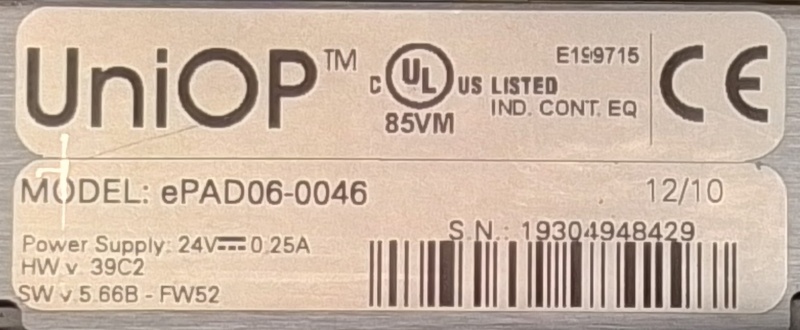 UniOP™
C UL US LISTED
E199715
IND. CONT. EQ
85VM
CE
MODEL: ePAD06-0046
12/10
S.N.: 19304948429
Power Supply: 24V 0.25A
HW v. 39C2
SW v.5.66B - FW52